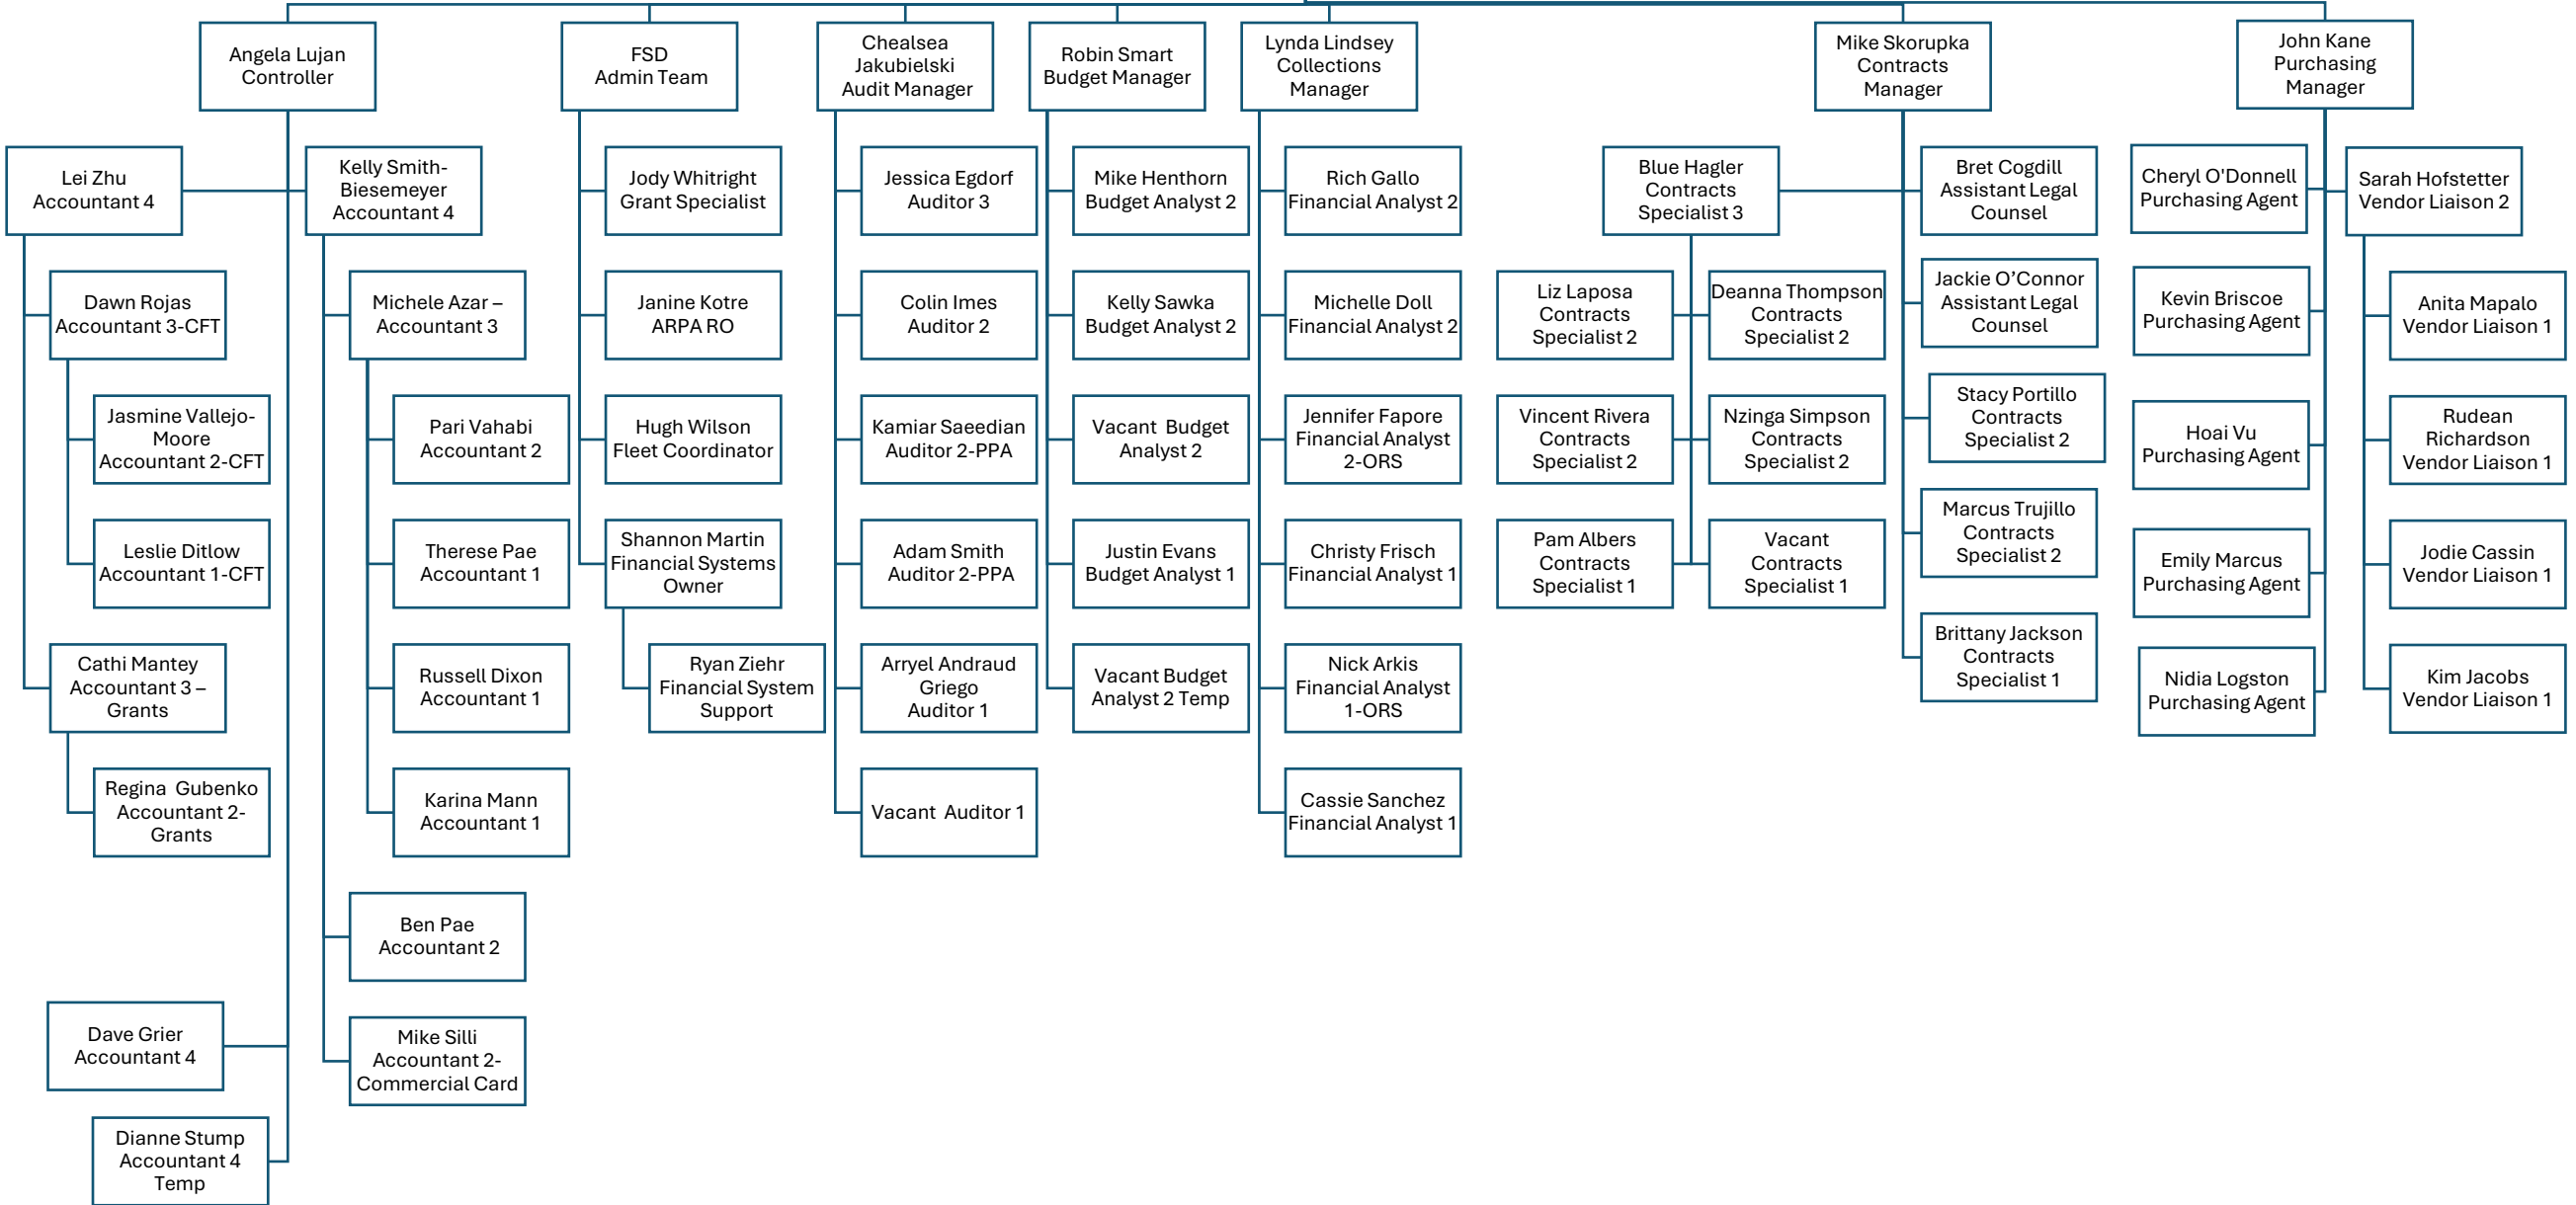 Angela Lujan
Controller
FSD
Admin Team
Chealsea
Jakubielski
Audit Manager
Robin Smart
Budget Manager
Lynda Lindsey
Collections
Manager
Mike Skorupka
Contracts
Manager
John Kane
Purchasing
Manager
Lei Zhu
Accountant 4
Kelly Smith-
Biesemeyer
Accountant 4
Dawn Rojas
Accountant 3-CFT
Jasmine Vallejo-
Moore
Accountant 2-CFT
Leslie Ditlow
Accountant 1-CFT
Cathi Mantey
Accountant 3 –
Grants
Regina  Gubenko
Accountant 2-
Grants
Dave Grier
Accountant 4
Dianne Stump
Accountant 4
Temp
Michele Azar –
Accountant 3
Pari Vahabi
Accountant 2
Therese Pae
Accountant 1
Russell Dixon
Accountant 1
Karina Mann
Accountant 1
Ben Pae
Accountant 2
Mike Silli
Accountant 2-
Commercial Card
Jody Whitright
Grant Specialist
Janine Kotre
ARPA RO
Hugh Wilson
Fleet Coordinator
Shannon Martin
Financial Systems
Owner
Ryan Ziehr
Financial System
Support
Jessica Egdorf
Auditor 3
Colin Imes
Auditor 2
Kamiar Saeedian
Auditor 2-PPA
Adam Smith
Auditor 2-PPA
Arryel Andraud
Griego
Auditor 1
Vacant  Auditor 1
Mike Henthorn
Budget Analyst 2
Kelly Sawka
Budget Analyst 2
Vacant  Budget
Analyst 2
Justin Evans
Budget Analyst 1
Vacant Budget
Analyst 2 Temp
Rich Gallo
Financial Analyst 2
Michelle Doll
Financial Analyst 2
Jennifer Fapore
Financial Analyst
2-ORS
Christy Frisch
Financial Analyst 1
Nick Arkis
Financial Analyst
1-ORS
Cassie Sanchez
Financial Analyst 1
Blue Hagler
Contracts
Specialist 3
Liz Laposa
Contracts
Specialist 2
Deanna Thompson
Contracts
Specialist 2
Vincent Rivera
Contracts
Specialist 2
Nzinga Simpson
Contracts
Specialist 2
Pam Albers
Contracts
Specialist 1
Vacant
Contracts
Specialist 1
Bret Cogdill
Assistant Legal
Counsel
Jackie O’Connor
Assistant Legal
Counsel
Stacy Portillo
Contracts
Specialist 2
Marcus Trujillo
Contracts
Specialist 2
Brittany Jackson
Contracts
Specialist 1
Cheryl O'Donnell
Purchasing Agent
Kevin Briscoe
Purchasing Agent
Hoai Vu
Purchasing Agent
Emily Marcus
Purchasing Agent
Nidia Logston
Purchasing Agent
Sarah Hofstetter
Vendor Liaison 2
Anita Mapalo
Vendor Liaison 1
Rudean
Richardson
Vendor Liaison 1
Jodie Cassin
Vendor Liaison 1
Kim Jacobs
Vendor Liaison 1